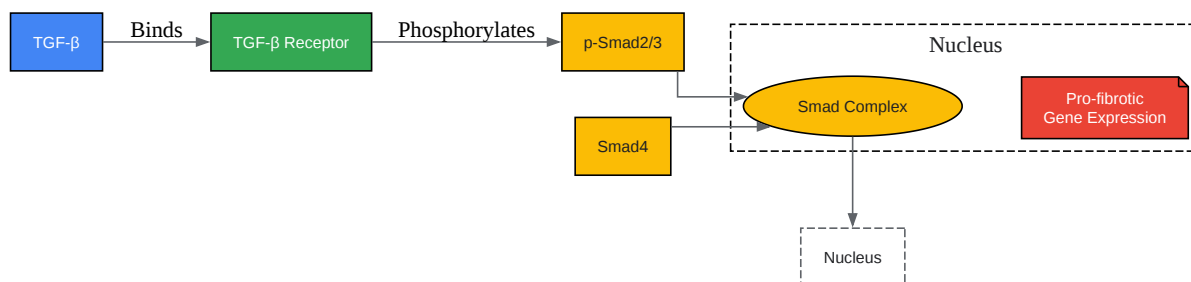 TGF-β
Binds
TGF-β Receptor
Phosphorylates
p-Smad2/3
Nucleus
Smad Complex
Pro-fibrotic
Gene Expression
Smad4
Nucleus